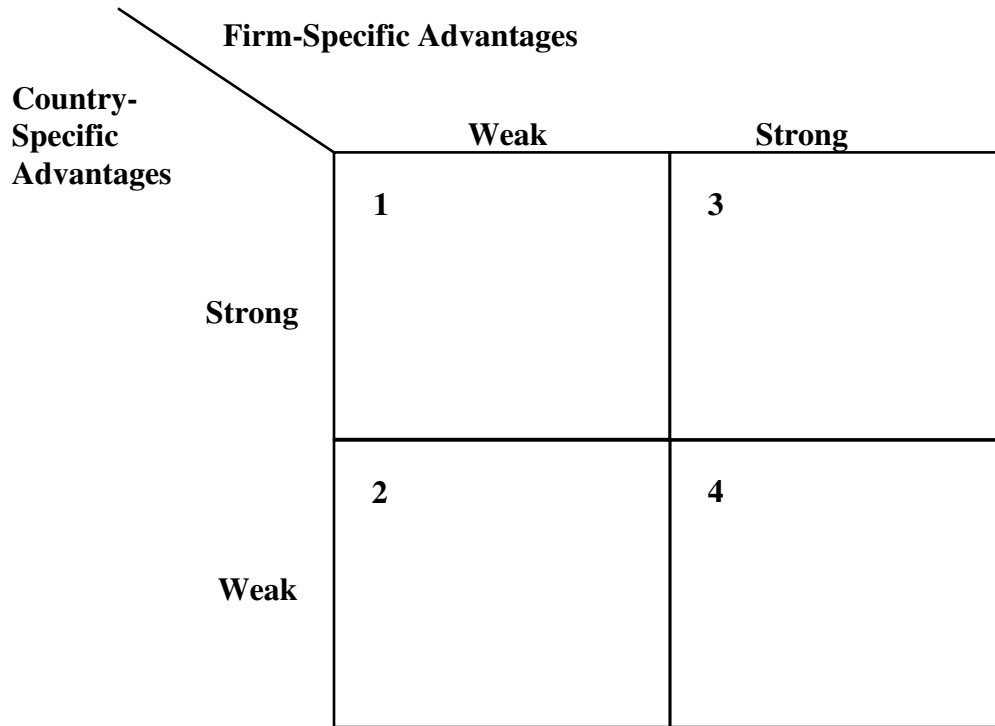 Firm-Specific Advantages
Country-
Specific
Advantages
Weak Strong
1 3
Strong
2 4
Weak